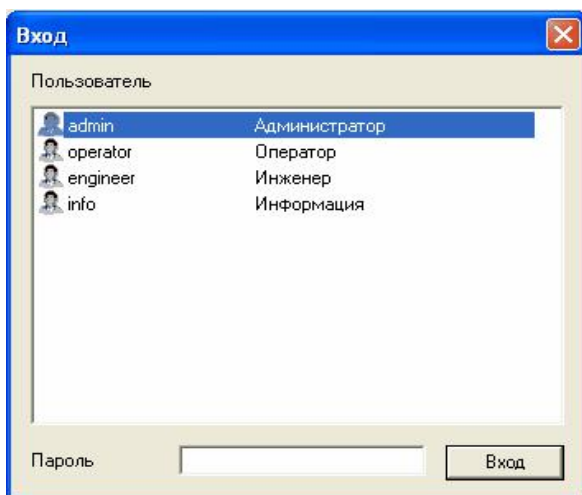 Вход
Пользователь
admin Администратор
operator Оператор
engineer Инженер
info Информация
Пароль Вход